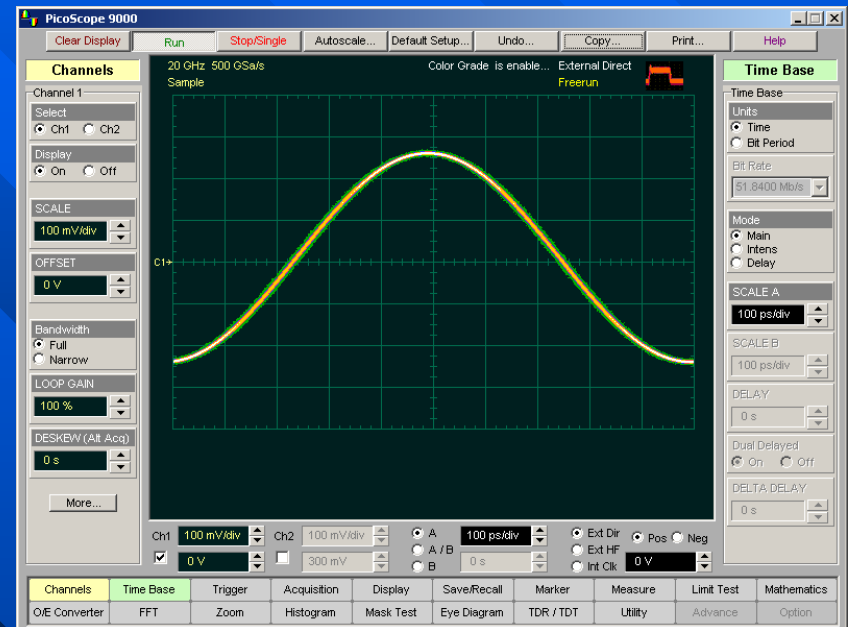 PicoScope 9000
Clear Display Run Stop/Single Autoscale... Default Setup... Undo... Copy... Print... Help
Channels
Channel 1
Select
Ch1 Ch2
Display
On Off
SCALE
100 mV/div
OFFSET
0 V
Bandwidth
Full
Narrow
LOOP GAIN
100 %
DESKEW (Alt Acq)
0 s
More...
20 GHz 500 GSa/s Color Grade is enable... External Direct
Sample Freerun
C1
Time Base
Time Base
Units
Time
Bit Period
Bit Rate
51.8400 Mb/s
Mode
Main
Intens
Delay
SCALE A
100 ps/div
SCALE B
100 ps/div
DELAY
0 s
Dual Delayed
On Off
DELTA DELAY
0 s
Ch1 100 mV/div Ch2 100 mV/div A 100 ps/div Ext Dir Pos Neg
A / B Ext HF
0 V 300 mV B 0 s Int Clk 0 V
Channels Time Base Trigger Acquisition Display Save/Recall Marker Measure Limit Test Mathematics
O/E Converter FFT Zoom Histogram Mask Test Eye Diagram TDR / TDT Utility Advance Option